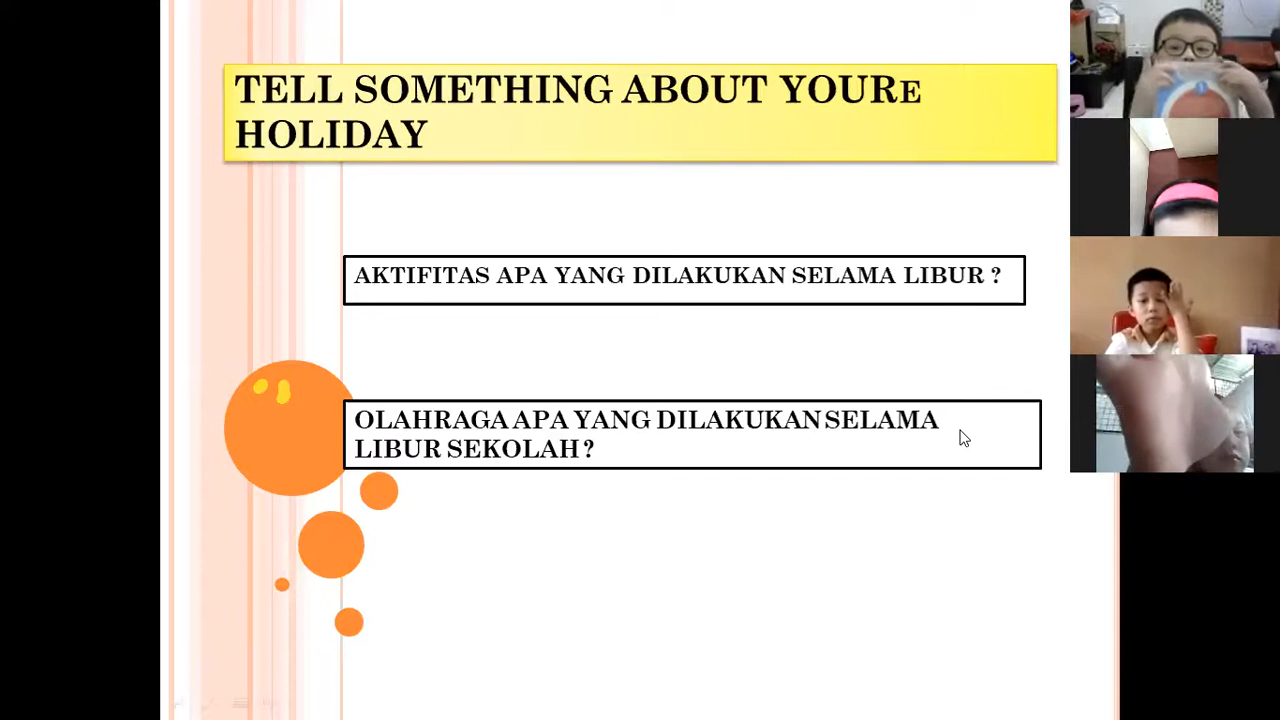 TELL SOMETHING ABOUT YOURE
HOLIDAY
AKTIFITAS APA YANG DILAKUKAN SELAMA LIBUR ?
OLAHRAGA APA YANG DILAKUKAN SELAMA
LIBUR SEKOLAH ?